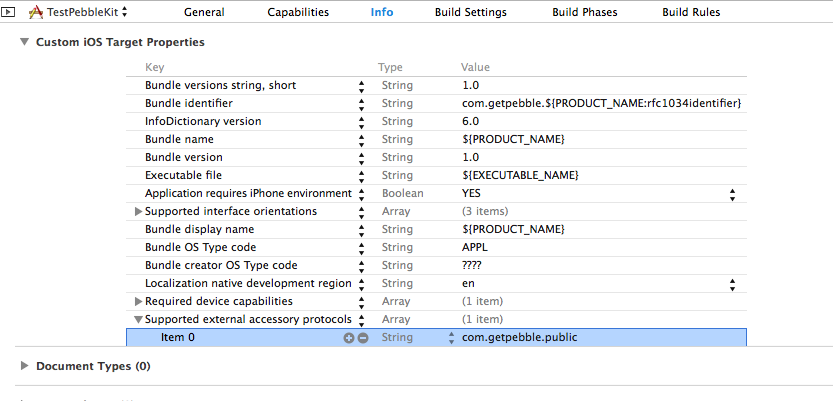 TestPebbleKit General Capabilities Info Build Settings Build Phases Build Rules
Custom iOS Target Properties
Key Type Value
Bundle versions string, short String 1.0
Bundle identifier String com.getpebble.${PRODUCT_NAME:rfc1034identifier}
InfoDictionary version String 6.0
Bundle name String ${PRODUCT_NAME}
Bundle version String 1.0
Executable file String ${EXECUTABLE_NAME}
Application requires iPhone environment Boolean YES
Supported interface orientations Array (3 items)
Bundle display name String ${PRODUCT_NAME}
Bundle OS Type code String APPL
Bundle creator OS Type code String ????
Localization native development region String en
Required device capabilities Array (1 item)
Supported external accessory protocols Array (1 item)
Item 0 String com.getpebble.public
Document Types (0)